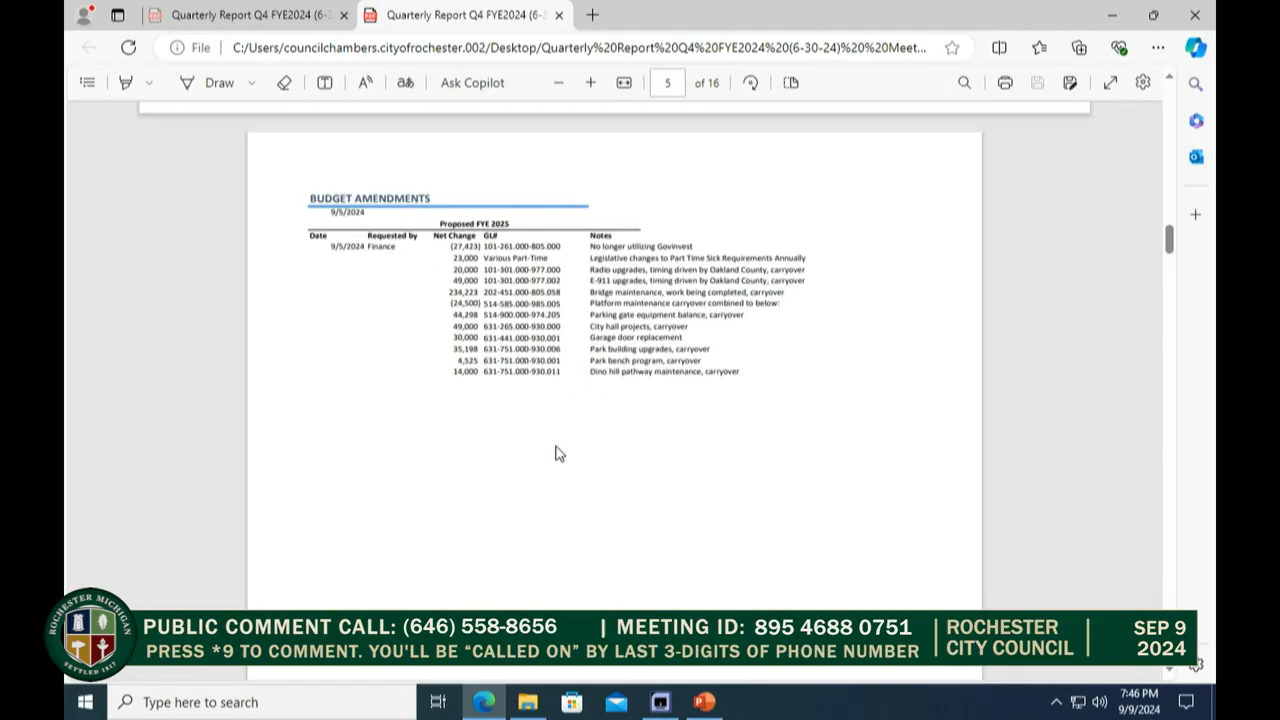 Quarterly Report Q4 FYE2024 (6-3
Quarterly Report Q4 FYE2024 (6-3
File
C:/Users/councilchambers.cityofrochester.002/Desktop/Quarterly%20Report%20Q4%20FYE2024%20(6-30-24)%20%20Meet...
Draw
Ask Copilot
5 of 16
BUDGET AMENDMENTS
9/5/2024
Proposed FYE 2025
Date Requested by Net Change GL# Notes
9/5/2024 Finance (27,423) 101-261.000-805.000 No longer utilizing Govinvest
23,000 Various Part-Time Legislative changes to Part Time Sick Requirements Annually
20,000 101-301.000-977.000 Radio upgrades, timing driven by Oakland County, carryover
49,000 101-301.000-977.002 E-911 upgrades, timing driven by Oakland County, carryover
234,223 202-451.000-805.058 Bridge maintenance, work being completed, carryover
(24,500) 514-585.000-985.005 Platform maintenance carryover combined to below:
44,298 514-900.000-974.205 Parking gate equipment balance, carryover
49,000 631-265.000-930.000 City hall projects, carryover
30,000 631-441.000-930.001 Garage door replacement
35,198 631-751.000-930.006 Park building upgrades, carryover
4,525 631-751.000-930.001 Park bench program, carryover
14,000 631-751.000-930.011 Dino hill pathway maintenance, carryover
ROCHESTER MICHIGAN
SETTLED 1817
PUBLIC COMMENT CALL: (646) 558-8656 | MEETING ID: 895 4688 0751
PRESS *9 TO COMMENT. YOU'LL BE “CALLED ON” BY LAST 3-DIGITS OF PHONE NUMBER
ROCHESTER
CITY COUNCIL
SEP 9
2024
Type here to search
7:46 PM
9/9/2024